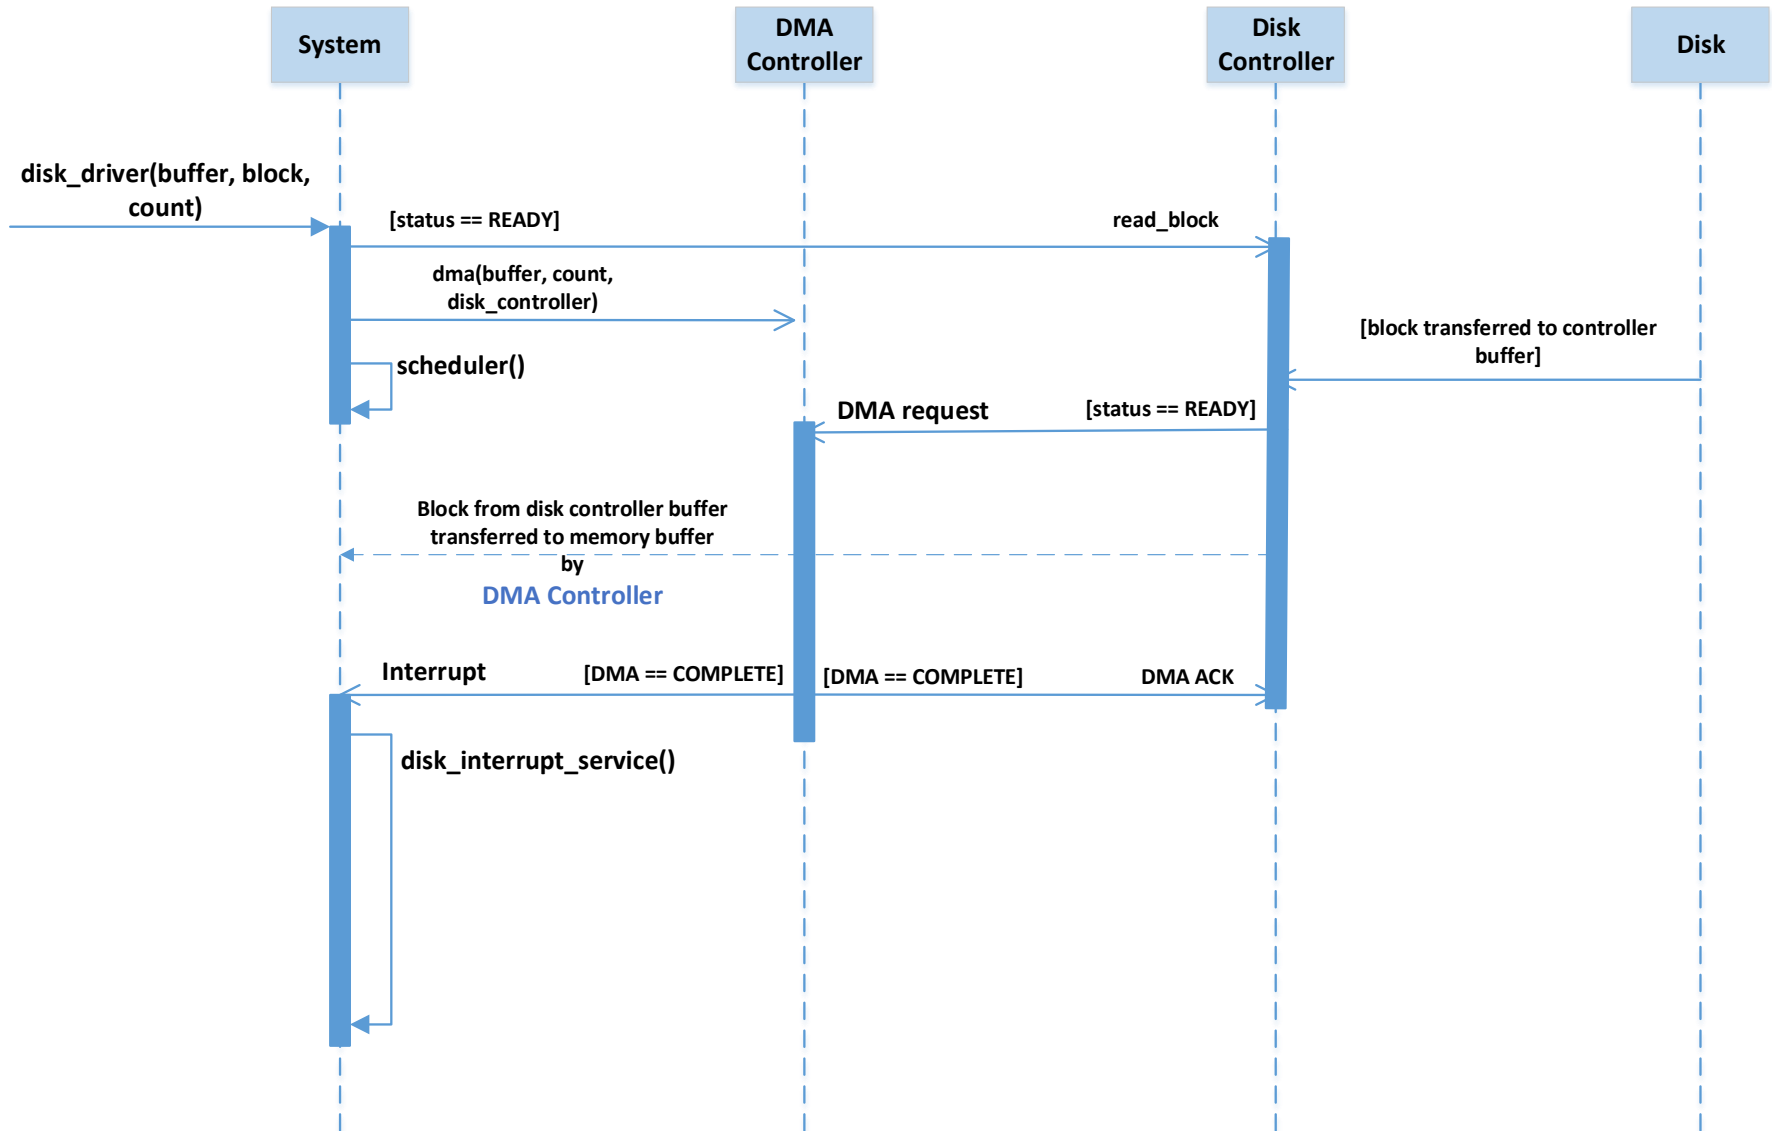 System
DMA
Controller
Disk
Controller
Disk
disk_driver(buffer, block,
count)
[status == READY]
read_block
dma(buffer, count,
disk_controller)
[block transferred to controller
buffer]
scheduler()
DMA request
[status == READY]
Block from disk controller buffer
transferred to memory buffer
by
DMA Controller
Interrupt
[DMA == COMPLETE]
[DMA == COMPLETE]
DMA ACK
disk_interrupt_service()